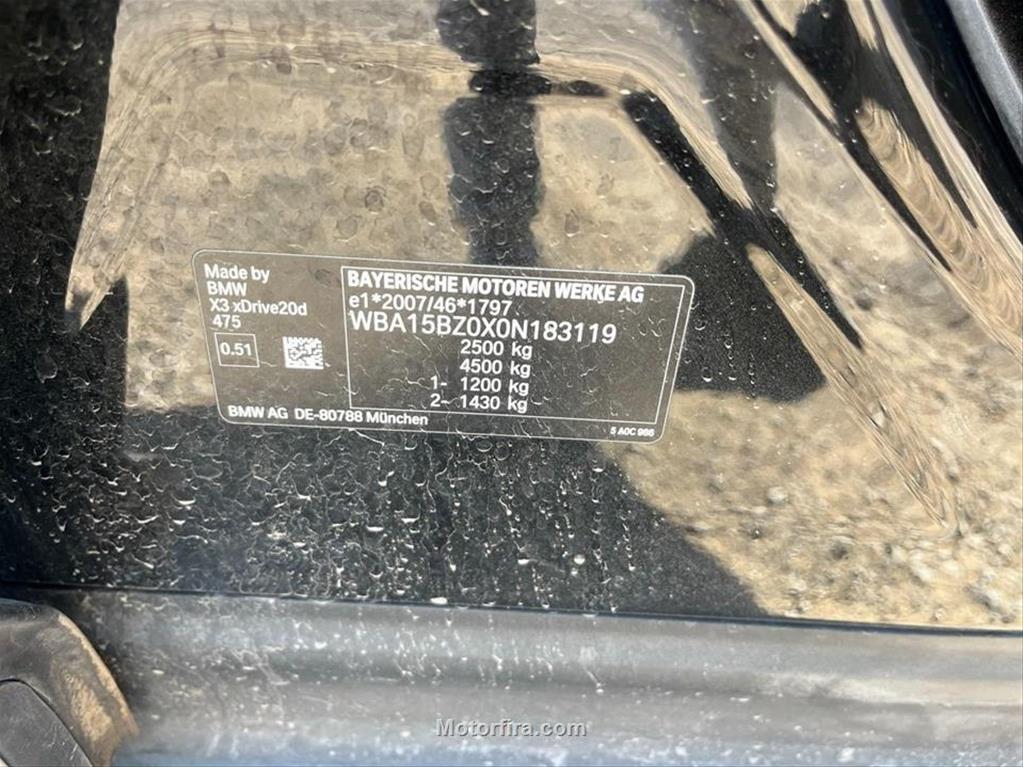 Made by
BMW
X3 xDrive20d
475
0.51
BAYERISCHE MOTOREN WERKE AG
e1*2007/46*1797
WBA15BZ0X0N183119
2500 kg
4500 kg
1- 1200 kg
2- 1430 kg
BMW AG DE-80788 München
5 A0C 986
Motorfira.com